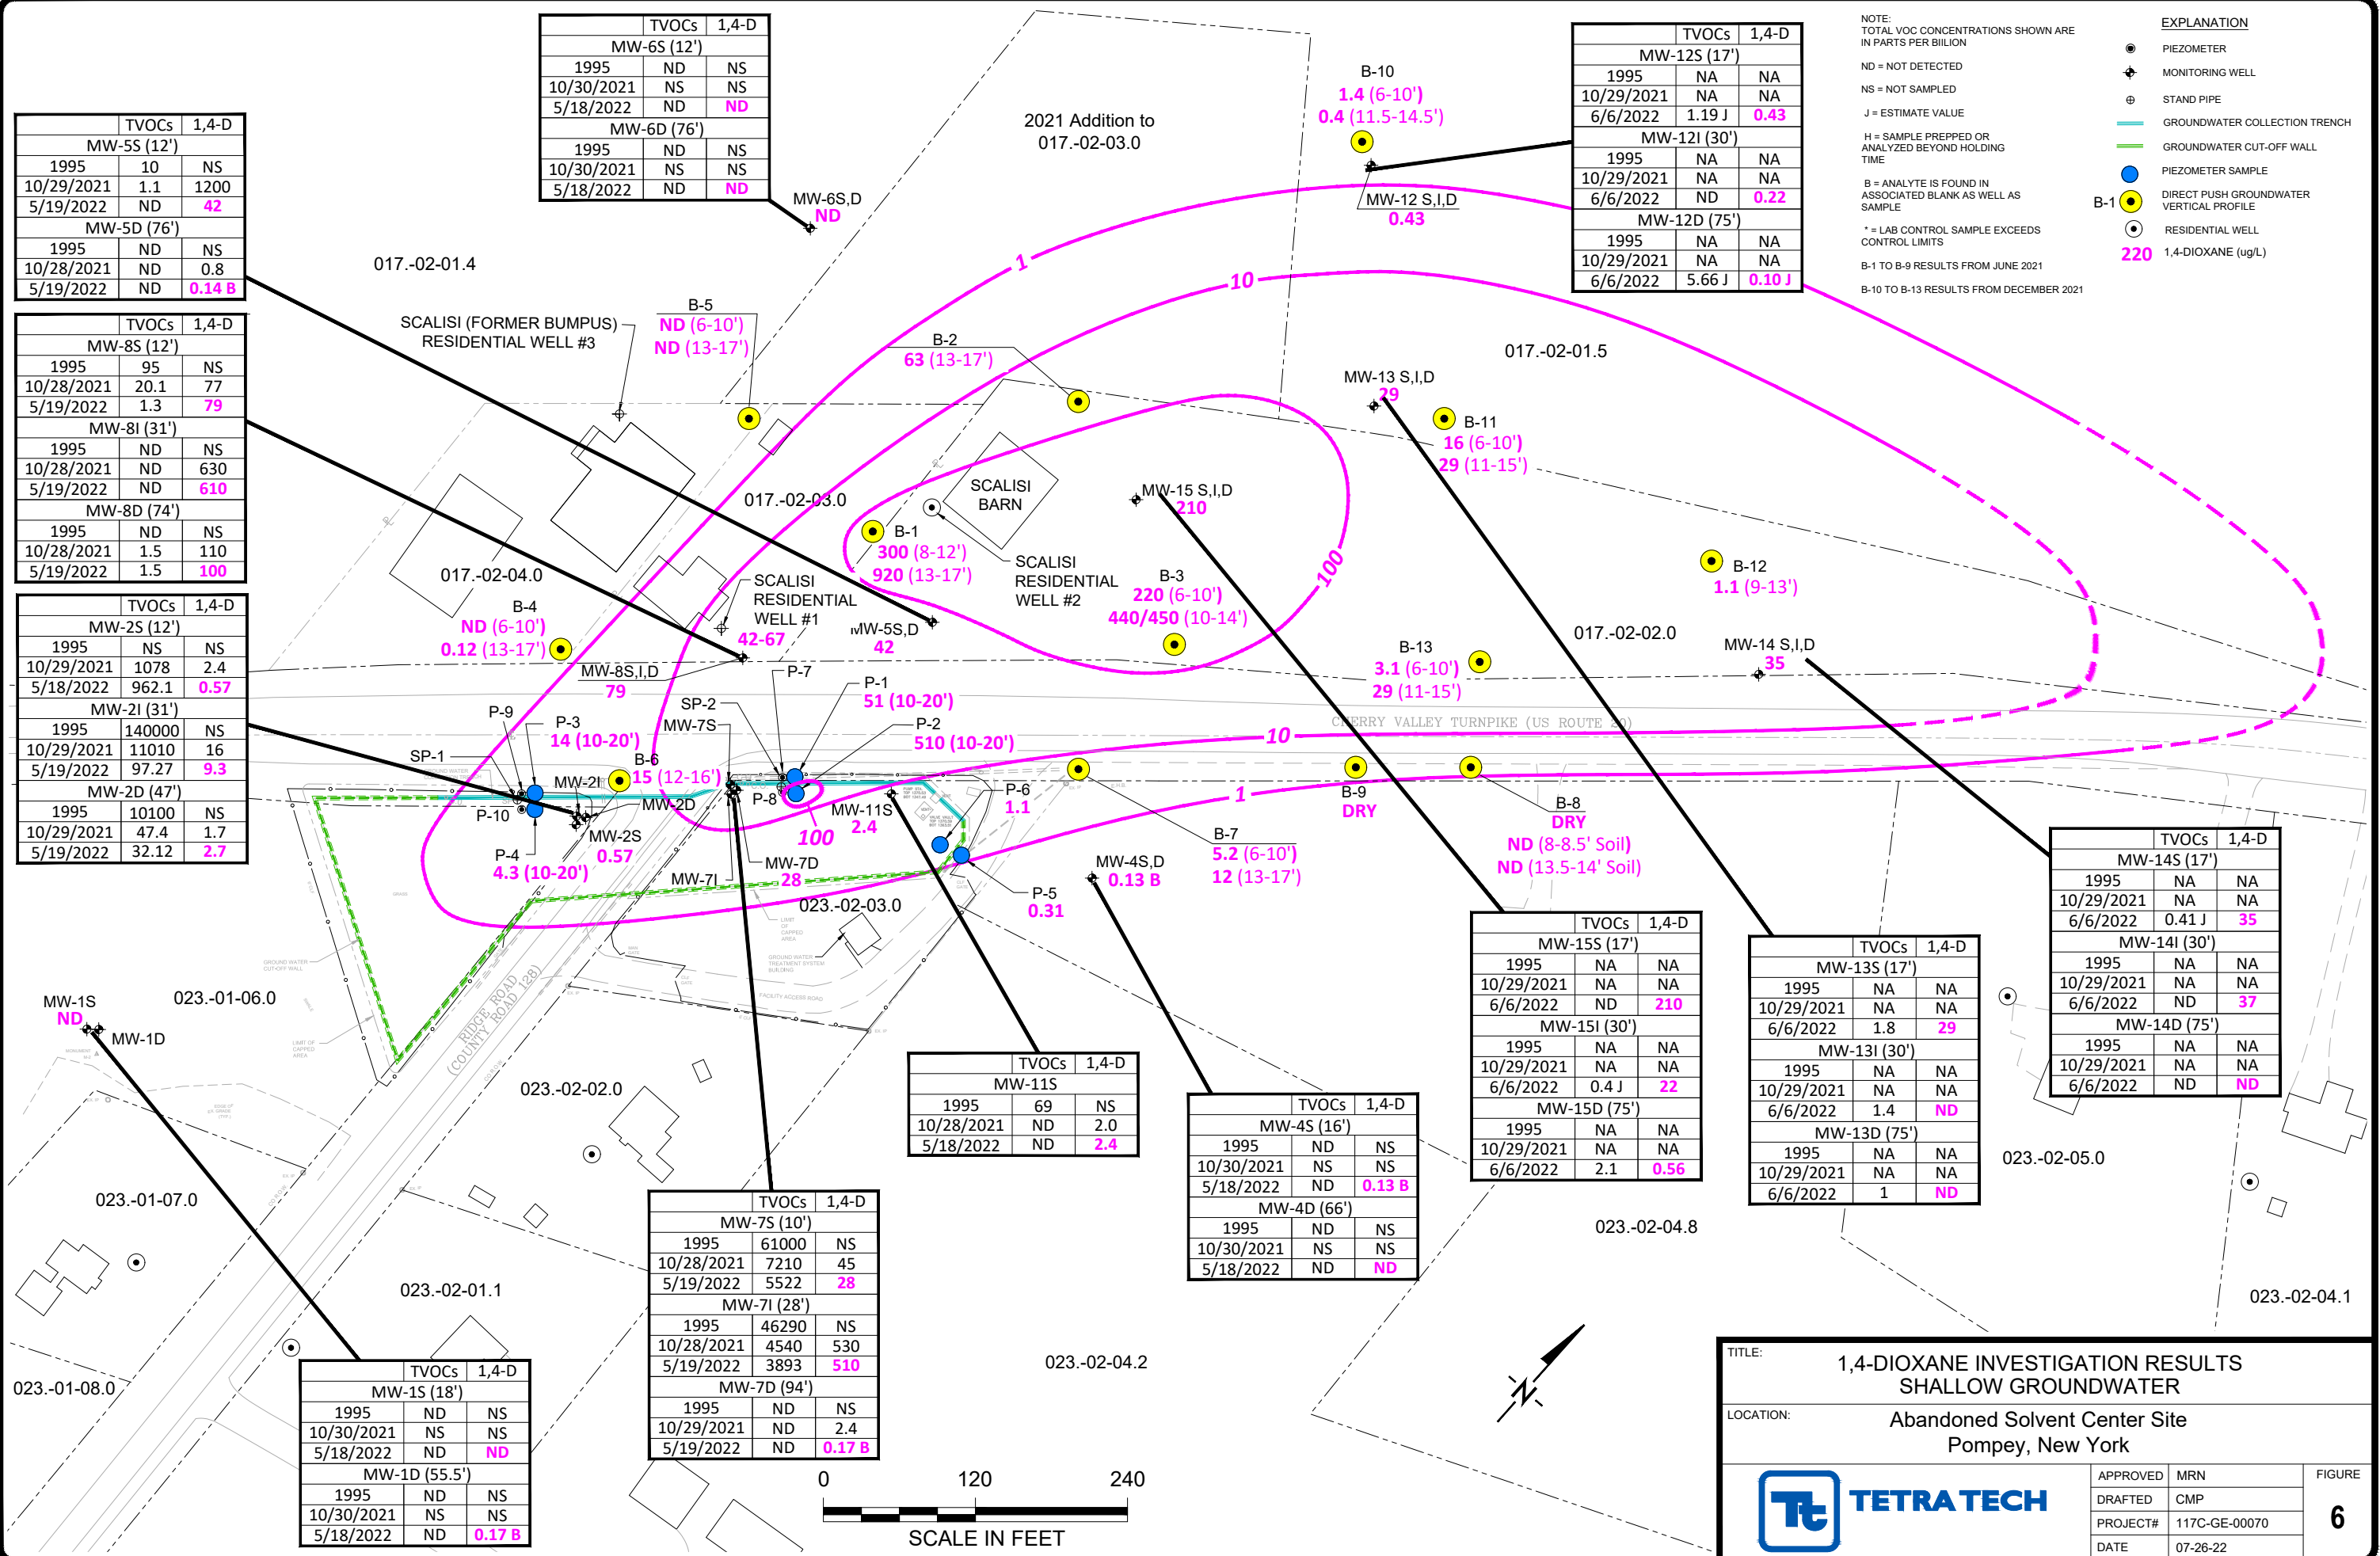 TVOCs 1,4-D
MW-6S (12')
1995 ND NS
10/30/2021 NS NS
5/18/2022 ND ND
MW-6D (76')
1995 ND NS
10/30/2021 NS NS
5/18/2022 ND ND
TVOCs 1,4-D
MW-5S (12')
1995 10 NS
10/29/2021 1.1 1200
5/19/2022 ND 42
MW-5D (76')
1995 ND NS
10/28/2021 ND 0.8
5/19/2022 ND 0.14 B
TVOCs 1,4-D
MW-8S (12')
1995 95 NS
10/28/2021 20.1 77
5/19/2022 1.3 79
MW-8I (31')
1995 ND NS
10/28/2021 ND 630
5/19/2022 ND 610
MW-8D (74')
1995 ND NS
10/28/2021 1.5 110
5/19/2022 1.5 100
TVOCs 1,4-D
MW-2S (12')
1995 NS NS
10/29/2021 1078 2.4
5/18/2022 962.1 0.57
MW-2I (31')
1995 140000 NS
10/29/2021 11010 16
5/19/2022 97.27 9.3
MW-2D (47')
1995 10100 NS
10/29/2021 47.4 1.7
5/19/2022 32.12 2.7
TVOCs 1,4-D
MW-12S (17')
1995 NA NA
10/29/2021 NA NA
6/6/2022 1.19 J 0.43
MW-12I (30')
1995 NA NA
10/29/2021 NA NA
6/6/2022 ND 0.22
MW-12D (75')
1995 NA NA
10/29/2021 NA NA
6/6/2022 5.66 J 0.10 J
NOTE:
TOTAL VOC CONCENTRATIONS SHOWN ARE
IN PARTS PER BIILION
ND = NOT DETECTED
NS = NOT SAMPLED
J = ESTIMATE VALUE
H = SAMPLE PREPPED OR
ANALYZED BEYOND HOLDING
TIME
B = ANALYTE IS FOUND IN
ASSOCIATED BLANK AS WELL AS
SAMPLE
* = LAB CONTROL SAMPLE EXCEEDS
CONTROL LIMITS
B-1 TO B-9 RESULTS FROM JUNE 2021
B-10 TO B-13 RESULTS FROM DECEMBER 2021
EXPLANATION
PIEZOMETER
MONITORING WELL
STAND PIPE
GROUNDWATER COLLECTION TRENCH
GROUNDWATER CUT-OFF WALL
PIEZOMETER SAMPLE
B-1 DIRECT PUSH GROUNDWATER
VERTICAL PROFILE
RESIDENTIAL WELL
220 1,4-DIOXANE (ug/L)
B-10
1.4 (6-10')
0.4 (11.5-14.5')
2021 Addition to
017.-02-03.0
MW-6S,D
ND
MW-12 S,I,D
0.43
017.-02-01.4
1
10
SCALISI (FORMER BUMPUS)
RESIDENTIAL WELL #3
B-5
ND (6-10')
ND (13-17')
B-2
63 (13-17')
017.-02-01.5
MW-13 S,I,D
29
B-11
16 (6-10')
29 (11-15')
SCALISI
BARN
017.-02-03.0
MW-15 S,I,D
210
B-1
300 (8-12')
920 (13-17')
SCALISI
RESIDENTIAL
WELL #2
100
B-12
1.1 (9-13')
017.-02-04.0
SCALISI
RESIDENTIAL
WELL #1
42-67
B-3
220 (6-10')
440/450 (10-14')
B-4
ND (6-10')
0.12 (13-17')
MW-5S,D
42
017.-02-02.0
MW-14 S,I,D
35
B-13
3.1 (6-10')
29 (11-15')
MW-8S,I,D
79
P-7
P-1
51 (10-20')
SP-2
MW-7S
P-2
510 (10-20')
CHERRY VALLEY TURNPIKE (US ROUTE 20)
10
P-9
P-3
14 (10-20')
SP-1
B-6
15 (12-16')
MW-2I
MW-2D
P-10
MW-2S
0.57
P-4
4.3 (10-20')
P-8
100
MW-11S
2.4
P-6
1.1
1
B-9
DRY
B-8
DRY
ND (8-8.5' Soil)
ND (13.5-14' Soil)
B-7
5.2 (6-10')
12 (13-17')
MW-7D
28
MW-7I
MW-4S,D
0.13 B
P-5
0.31
023.-02-03.0
LIMIT
OF
CAPPED
AREA
GROUND WATER
TREATMENT SYSTEM
BUILDING
FACILITY ACCESS ROAD
GROUND WATER
CUT-OFF WALL
LIMIT OF
CAPPED
AREA
RIDGE ROAD
(COUNTY ROAD 128)
023.-01-06.0
MW-1S
ND
MW-1D
023.-02-02.0
023.-01-07.0
023.-02-01.1
023.-01-08.0
023.-02-04.2
023.-02-04.8
023.-02-05.0
023.-02-04.1
TVOCs 1,4-D
MW-14S (17')
1995 NA NA
10/29/2021 NA NA
6/6/2022 0.41 J 35
MW-14I (30')
1995 NA NA
10/29/2021 NA NA
6/6/2022 ND 37
MW-14D (75')
1995 NA NA
10/29/2021 NA NA
6/6/2022 ND ND
TVOCs 1,4-D
MW-15S (17')
1995 NA NA
10/29/2021 NA NA
6/6/2022 ND 210
MW-15I (30')
1995 NA NA
10/29/2021 NA NA
6/6/2022 0.4 J 22
MW-15D (75')
1995 NA NA
10/29/2021 NA NA
6/6/2022 2.1 0.56
TVOCs 1,4-D
MW-13S (17')
1995 NA NA
10/29/2021 NA NA
6/6/2022 1.8 29
MW-13I (30')
1995 NA NA
10/29/2021 NA NA
6/6/2022 1.4 ND
MW-13D (75')
1995 NA NA
10/29/2021 NA NA
6/6/2022 1 ND
TVOCs 1,4-D
MW-11S
1995 69 NS
10/28/2021 ND 2.0
5/18/2022 ND 2.4
TVOCs 1,4-D
MW-4S (16')
1995 ND NS
10/30/2021 NS NS
5/18/2022 ND 0.13 B
MW-4D (66')
1995 ND NS
10/30/2021 NS NS
5/18/2022 ND ND
TVOCs 1,4-D
MW-7S (10')
1995 61000 NS
10/28/2021 7210 45
5/19/2022 5522 28
MW-7I (28')
1995 46290 NS
10/28/2021 4540 530
5/19/2022 3893 510
MW-7D (94')
1995 ND NS
10/29/2021 ND 2.4
5/19/2022 ND 0.17 B
TVOCs 1,4-D
MW-1S (18')
1995 ND NS
10/30/2021 NS NS
5/18/2022 ND ND
MW-1D (55.5')
1995 ND NS
10/30/2021 NS NS
5/18/2022 ND 0.17 B
0 120 240
SCALE IN FEET
N
TITLE:
1,4-DIOXANE INVESTIGATION RESULTS
SHALLOW GROUNDWATER
LOCATION:
Abandoned Solvent Center Site
Pompey, New York
Tt TETRA TECH
APPROVED MRN
DRAFTED CMP
PROJECT# 117C-GE-00070
DATE 07-26-22
FIGURE
6